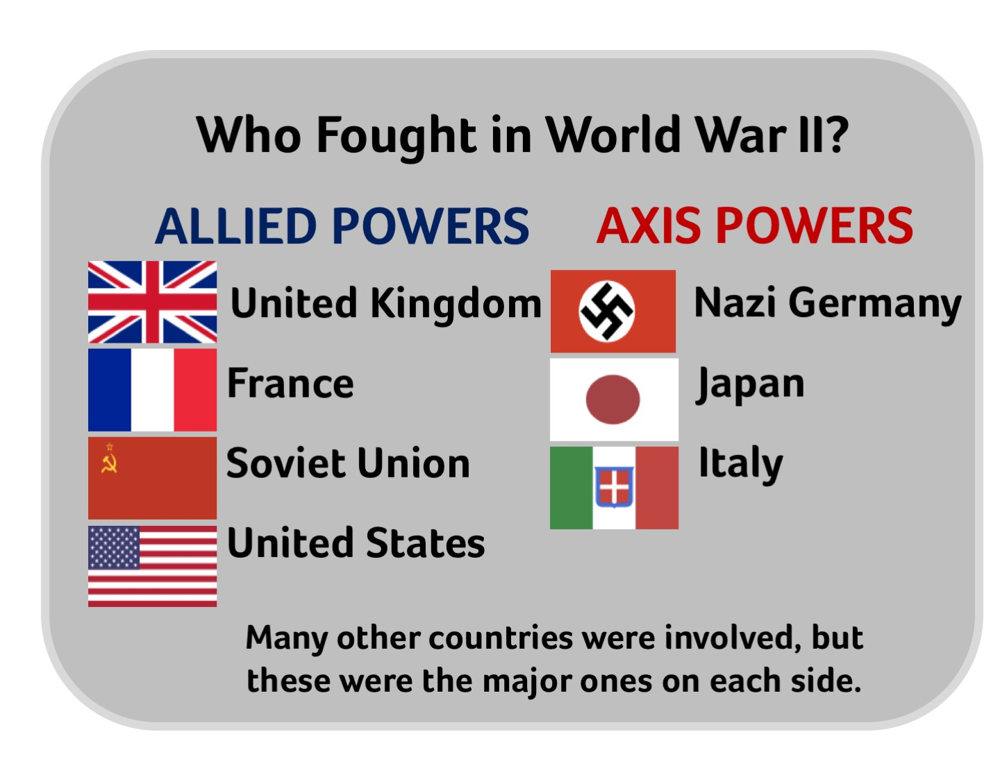 Who Fought in World War II?
ALLIED POWERS
United Kingdom
France
Soviet Union
United States
AXIS POWERS
Nazi Germany
Japan
Italy
Many other countries were involved, but
these were the major ones on each side.